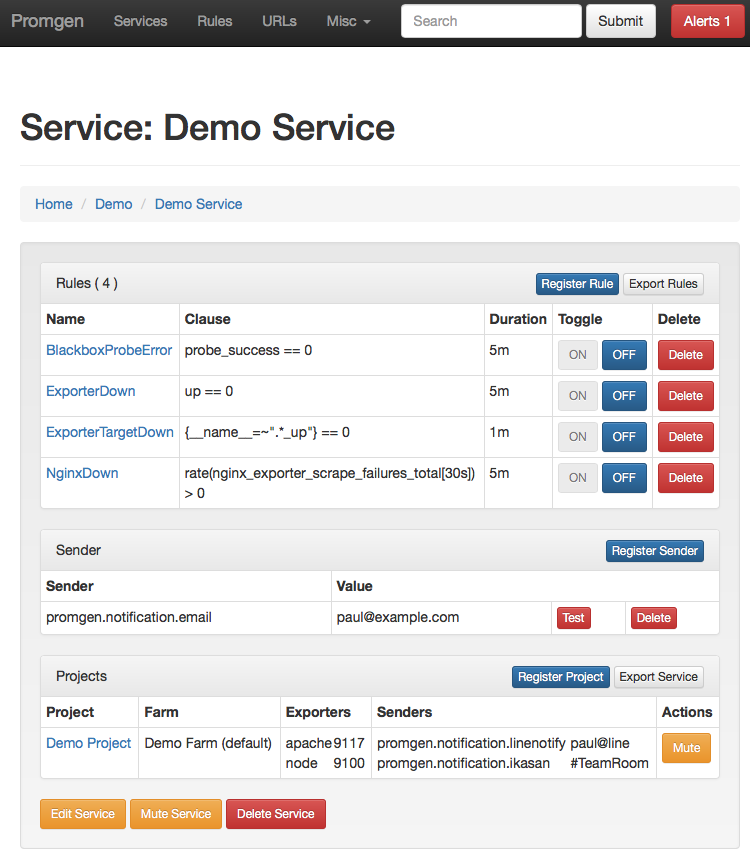 Promgen Services Rules URLs Misc Search Submit Alerts 1
Service: Demo Service
Home / Demo / Demo Service
Rules ( 4 ) Register Rule Export Rules
Name Clause Duration Toggle Delete
BlackboxProbeError probe_success == 0 5m ON OFF Delete
ExporterDown up == 0 5m ON OFF Delete
ExporterTargetDown {__name__=~".*_up"} == 0 1m ON OFF Delete
NginxDown rate(nginx_exporter_scrape_failures_total[30s]) 5m ON OFF Delete
> 0
Sender Register Sender
Sender Value
promgen.notification.email paul@example.com Test Delete
Projects Register Project Export Service
Project Farm Exporters Senders Actions
Demo Project Demo Farm (default) apache 9117 promgen.notification.linenotify paul@line Mute
node 9100 promgen.notification.ikasan #TeamRoom
Edit Service Mute Service Delete Service